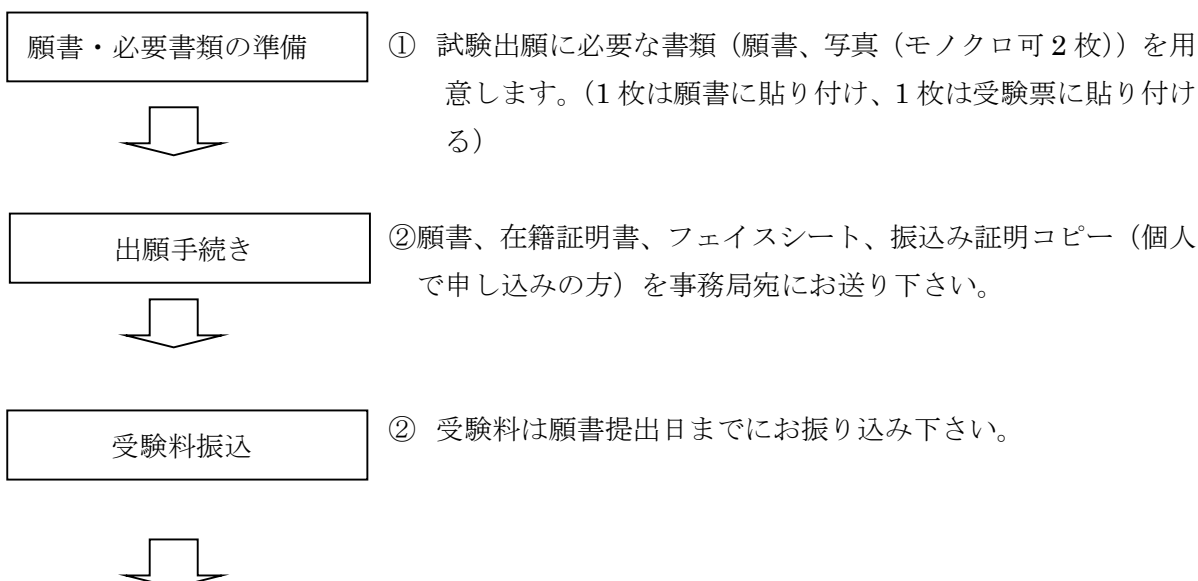 願書・必要書類の準備
① 試験出願に必要な書類（願書、写真（モノクロ可 2 枚））を用
意します。（1 枚は願書に貼り付け、1 枚は受験票に貼り付け
る）
出願手続き
②願書、在籍証明書、フェイスシート、振込み証明コピー（個人
で申し込みの方）を事務局宛にお送り下さい。
受験料振込
② 受験料は願書提出日までにお振り込み下さい。